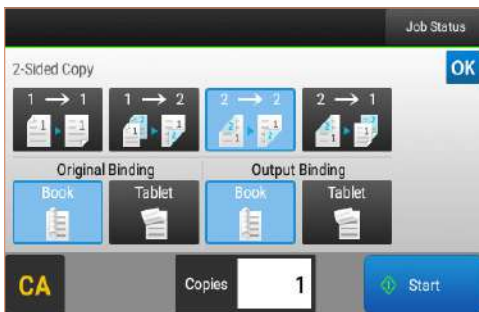 Job Status
2-Sided Copy
OK
1 → 1
1 → 2
2 → 2
2 → 1
Original Binding
Output Binding
Book
Tablet
Book
Tablet
CA
Copies
1
Start